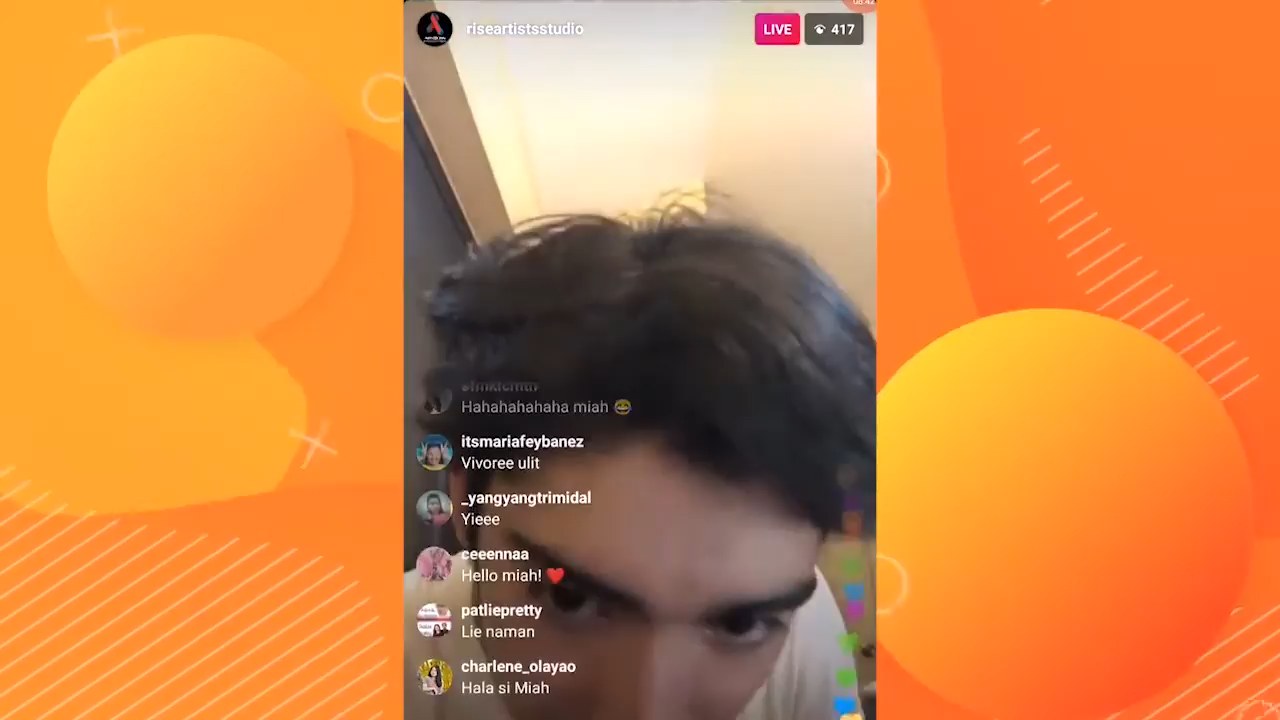 riseartistsstudio
LIVE
417
Hahahahahaha miah 😂
itsmariafeybanez
Vivoree ulit
_yangyangtrimidal
Yieee
ceeennaa
Hello miah! ❤️
patliepretty
Lie naman
charlene_olayao
Hala si Miah